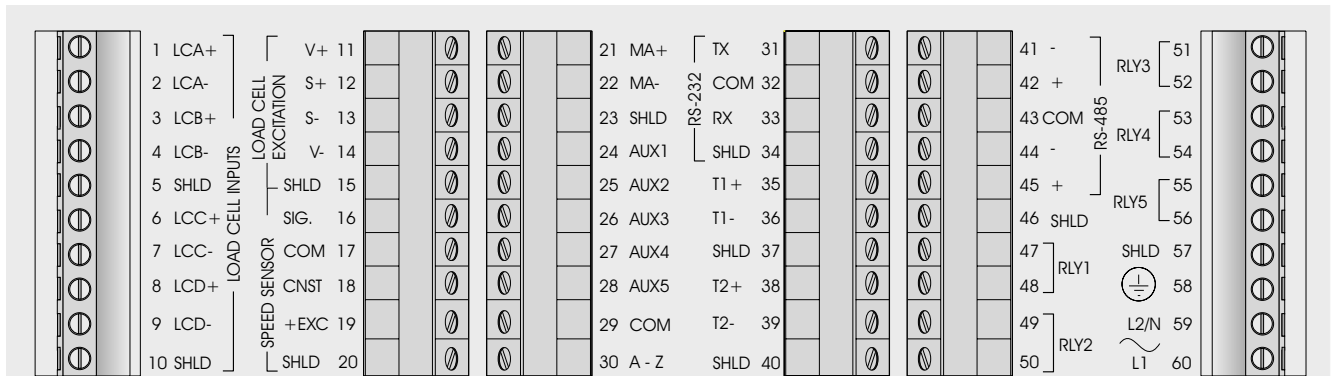 1 LCA+
2 LCA-
3 LCB+
4 LCB-
5 SHLD
6 LCC+
7 LCC-
8 LCD+
9 LCD-
10 SHLD
LOAD CELL INPUTS
LOAD CELL
EXCITATION
V+ 11
S+ 12
S- 13
V- 14
SHLD 15
SPEED SENSOR
SIG. 16
COM 17
CNST 18
+EXC 19
SHLD 20
21 MA+
22 MA-
23 SHLD
24 AUX1
25 AUX2
26 AUX3
27 AUX4
28 AUX5
29 COM
30 A - Z
RS-232
TX 31
COM 32
RX 33
SHLD 34
T1+ 35
T1- 36
SHLD 37
T2+ 38
T2- 39
SHLD 40
41 -
42 +
43 COM
44 -
45 +
RS-485
46 SHLD
47
48
RLY1
49
50
RLY2
RLY3
51
52
RLY4
53
54
RLY5
55
56
SHLD 57
58
L2/N 59
L1 60